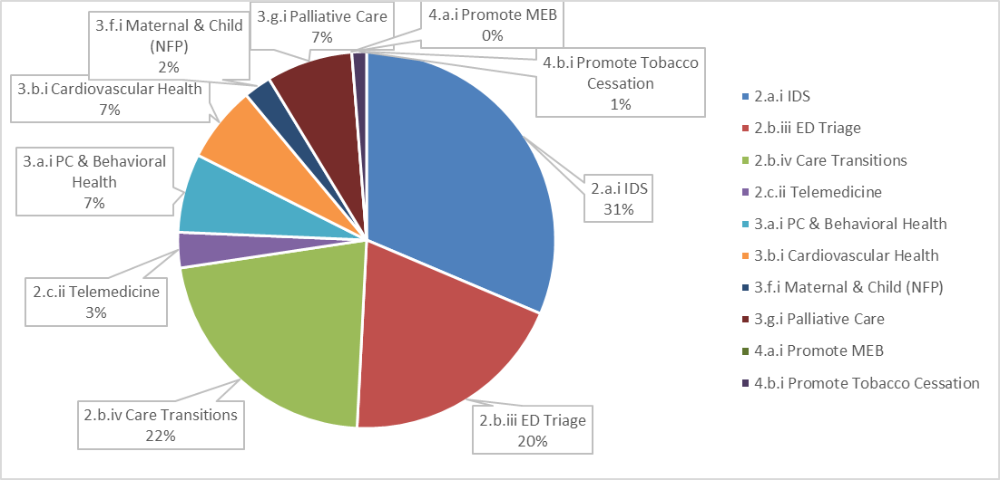 3.g.i Palliative Care
7%
4.a.i Promote MEB
0%
3.f.i Maternal & Child
(NFP)
2%
4.b.i Promote Tobacco
Cessation
1%
3.b.i Cardiovascular Health
7%
3.a.i PC & Behavioral
Health
7%
2.a.i IDS
31%
2.c.ii Telemedicine
3%
2.b.iv Care Transitions
22%
2.b.iii ED Triage
20%
2.a.i IDS
2.b.iii ED Triage
2.b.iv Care Transitions
2.c.ii Telemedicine
3.a.i PC & Behavioral Health
3.b.i Cardiovascular Health
3.f.i Maternal & Child (NFP)
3.g.i Palliative Care
4.a.i Promote MEB
4.b.i Promote Tobacco Cessation